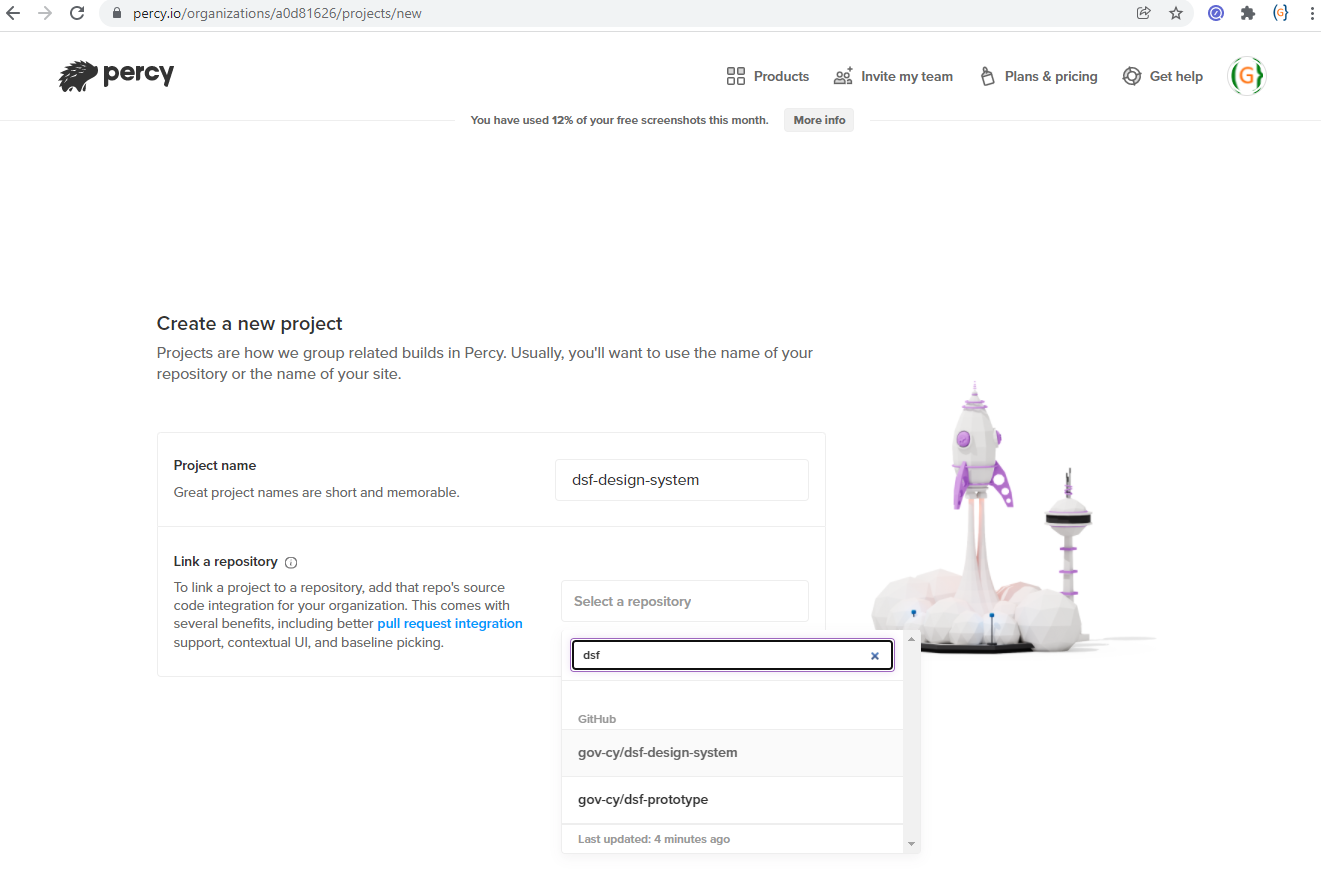 percy.io/organizations/a0d81626/projects/new
percy
Products
Invite my team
Plans & pricing
Get help
{G}
You have used 12% of your free screenshots this month.
More info
Create a new project
Projects are how we group related builds in Percy. Usually, you'll want to use the name of your
repository or the name of your site.
Project name
Great project names are short and memorable.
dsf-design-system
Link a repository
To link a project to a repository, add that repo's source
code integration for your organization. This comes with
several benefits, including better pull request integration
support, contextual UI, and baseline picking.
Select a repository
dsf
GitHub
gov-cy/dsf-design-system
gov-cy/dsf-prototype
Last updated: 4 minutes ago